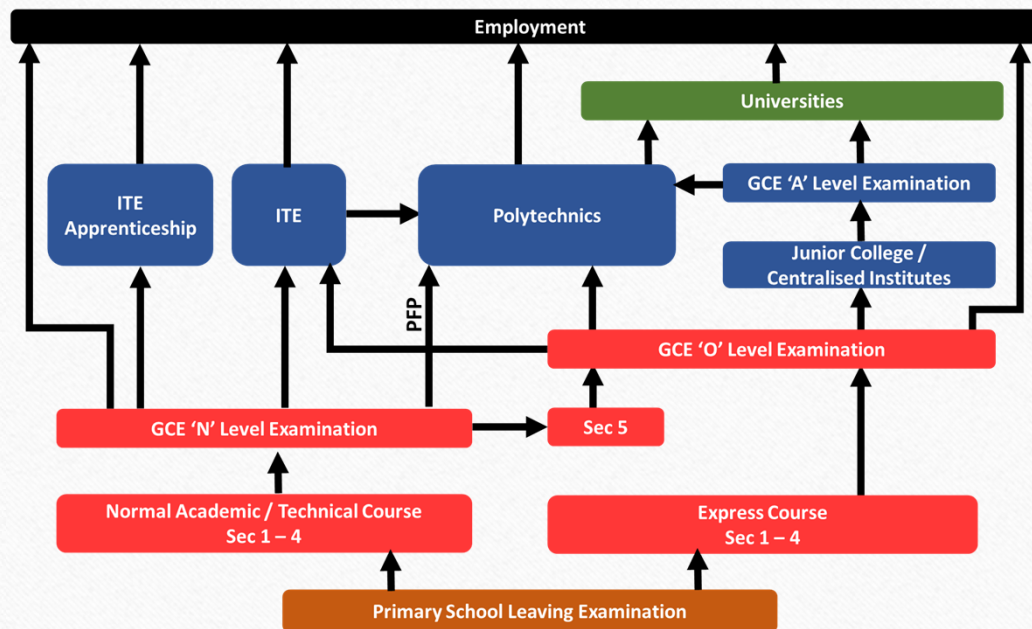 Employment
Universities
ITE
Apprenticeship
ITE
Polytechnics
GCE ‘A’ Level Examination
Junior College /
Centralised Institutes
PFP
GCE ‘O’ Level Examination
GCE ‘N’ Level Examination
Sec 5
Normal Academic / Technical Course
Sec 1 – 4
Express Course
Sec 1 – 4
Primary School Leaving Examination